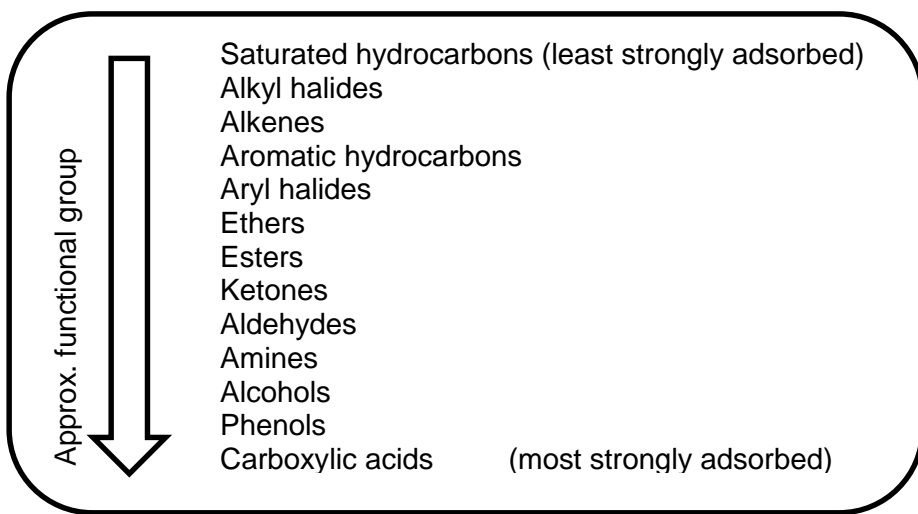 Approx. functional group
Saturated hydrocarbons (least strongly adsorbed)
Alkyl halides
Alkenes
Aromatic hydrocarbons
Aryl halides
Ethers
Esters
Ketones
Aldehydes
Amines
Alcohols
Phenols
Carboxylic acids (most strongly adsorbed)